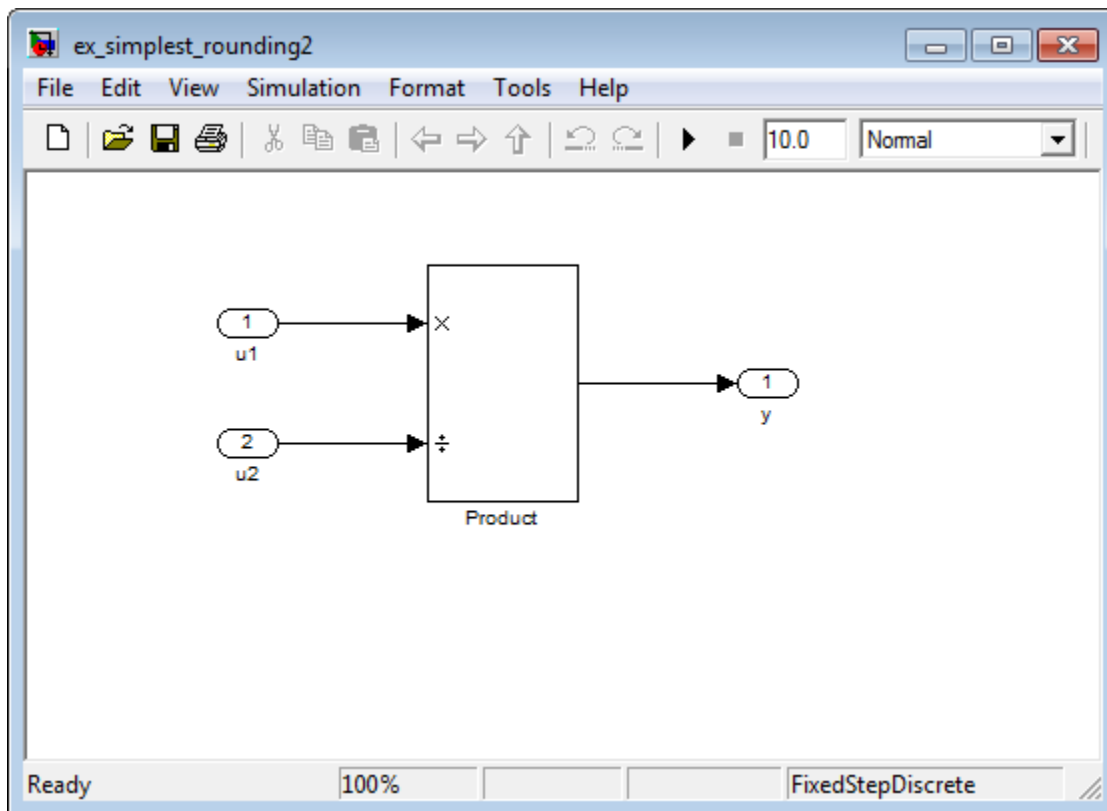 ex_simplest_rounding2
File Edit View Simulation Format Tools Help
10.0 Normal
1
u1
×
1
y
2
u2
÷
Product
Ready 100% FixedStepDiscrete